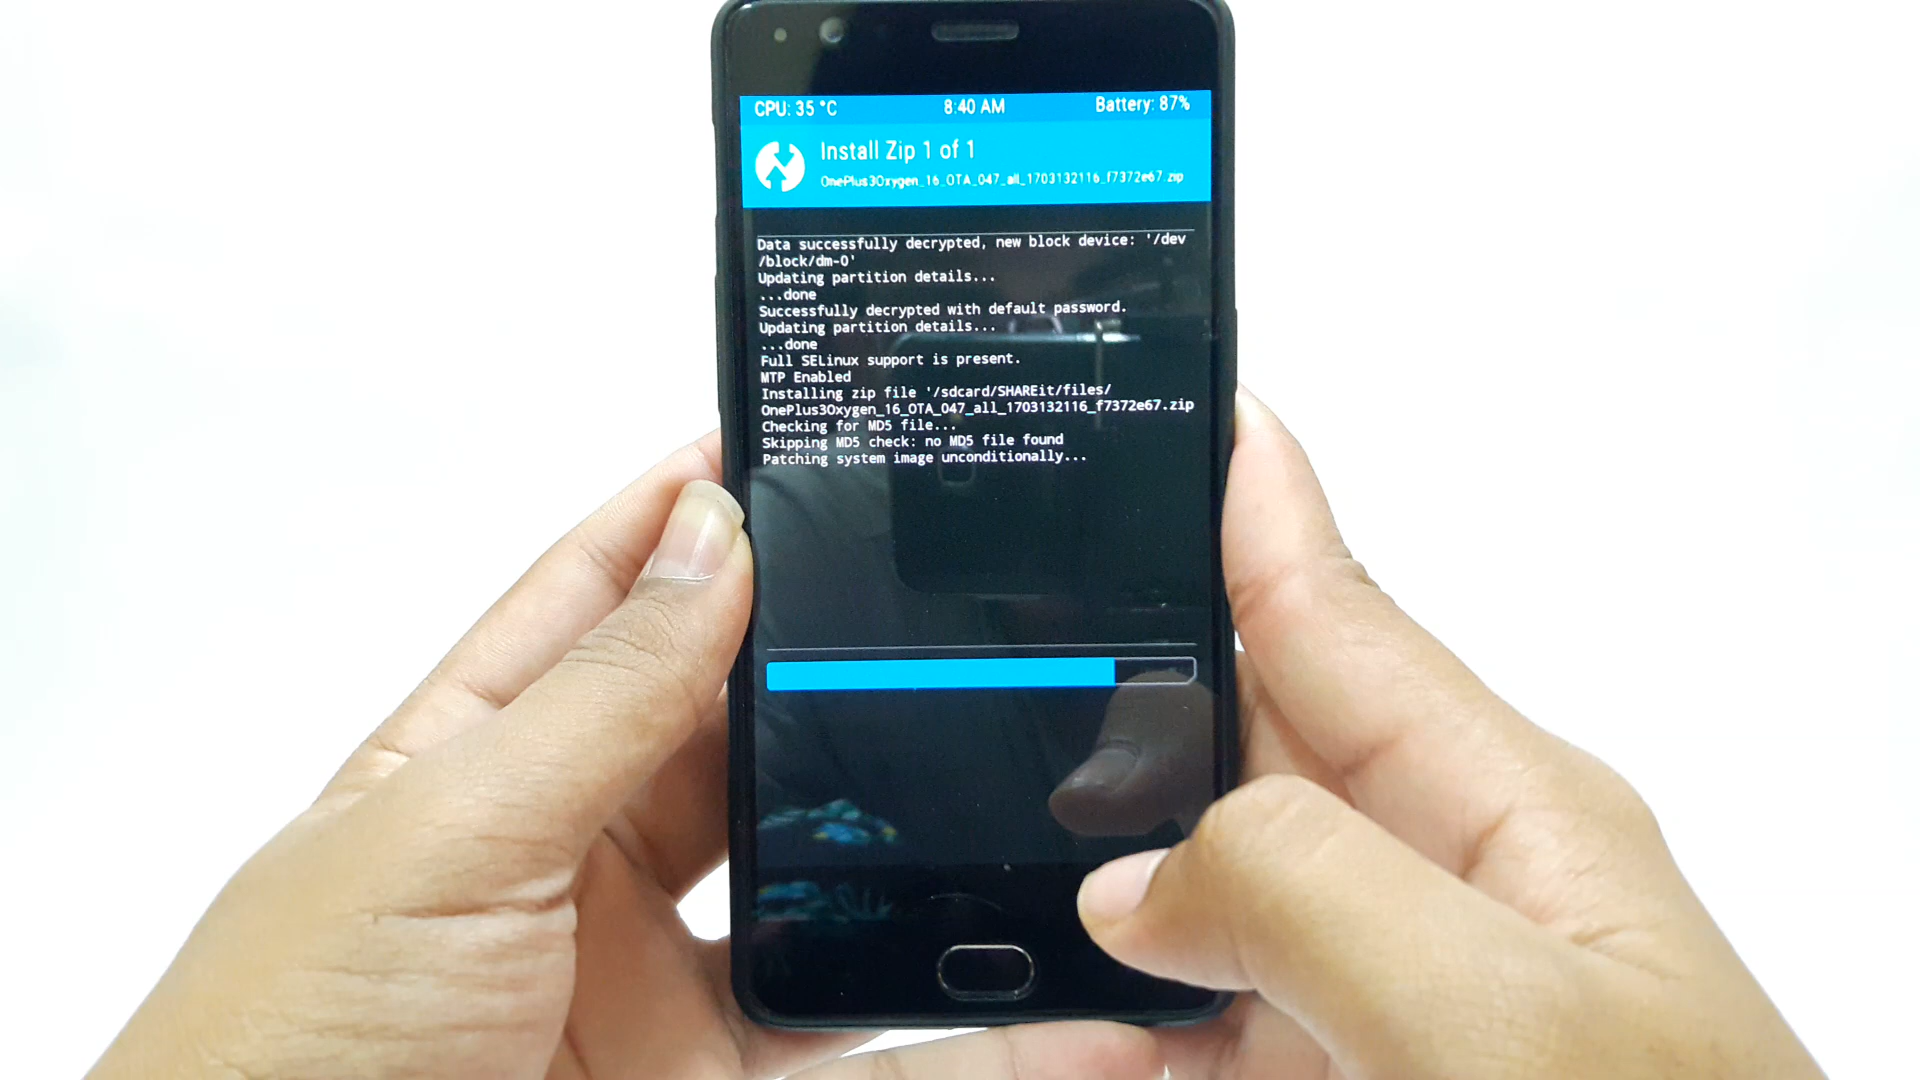 CPU: 35 °C 8:40 AM Battery: 87%
Install Zip 1 of 1
OnePlus3Oxygen_16_OTA_047_all_1703132116_f7372e67.zip
Data successfully decrypted, new block device: '/dev
/block/dm-0'
Updating partition details...
...done
Successfully decrypted with default password.
Updating partition details...
...done
Full SELinux support is present.
MTP Enabled
Installing zip file '/sdcard/SHAREit/files/
OnePlus3Oxygen_16_OTA_047_all_1703132116_f7372e67.zip
Checking for MD5 file...
Skipping MD5 check: no MD5 file found
Patching system image unconditionally...